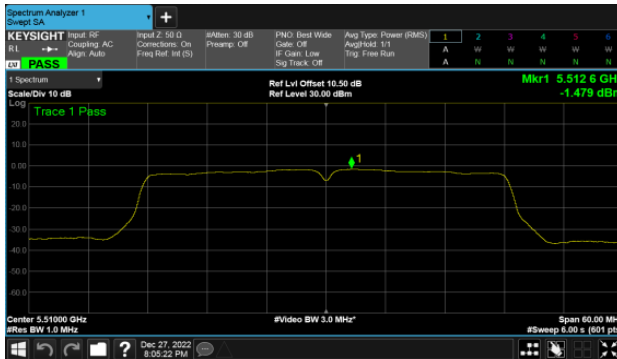 Spectrum Analyzer 1
Swept SA
+
KEYSIGHT
RL
PASS
Input: RF
Coupling: AC
Align: Auto
Input Z: 50 Ω
Corrections: On
Freq Ref: Int (S)
#Atten: 30 dB
Preamp: Off
PNO: Best Wide
Gate: Off
IF Gain: Low
Sig Track: Off
Avg Type: Power (RMS)
Avg|Hold: 1/1
Trig: Free Run
1 2 3 4 5 6
A W W W W W
A N N N N N
1 Spectrum
Scale/Div 10 dB
Log
Ref Lvl Offset 10.50 dB
Ref Level 30.00 dBm
Mkr1 5.512 6 GH
-1.479 dBr
Trace 1 Pass
20.0
10.0
0.00
-10.0
-20.0
-30.0
-40.0
-50.0
-60.0
1
Center 5.51000 GHz
#Res BW 1.0 MHz
#Video BW 3.0 MHz*
Span 60.00 MH
#Sweep 6.00 s (601 pts
?
Dec 27, 2022
8:05:22 PM